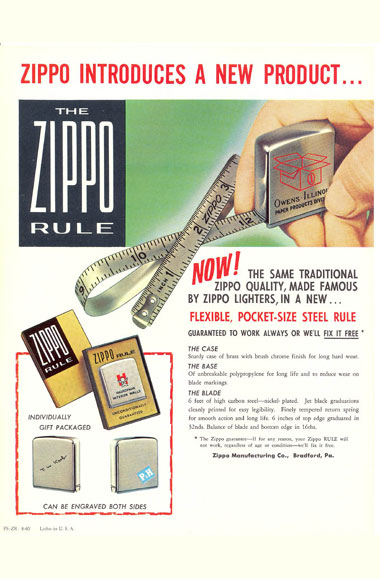 ZIPPO INTRODUCES A NEW PRODUCT...
THE
ZIPPO
RULE
ZIPPO
OWENS-ILLINOIS
PAPER PRODUCTS DIVIS
INCH 1
NOW! THE SAME TRADITIONAL
ZIPPO QUALITY, MADE FAMOUS
BY ZIPPO LIGHTERS, IN A NEW...
FLEXIBLE, POCKET-SIZE STEEL RULE
GUARANTEED TO WORK ALWAYS OR WE'LL FIX IT FREE *
THE CASE
Sturdy case of brass with brush chrome finish for long hard wear.
THE BASE
Of unbreakable polypropylene for long life and to reduce wear on
blade markings.
THE BLADE
6 feet of high carbon steel—nickel plated. Jet black graduations
clearly printed for easy legibility. Finely tempered return spring
for smooth action and long life. 6 inches of top edge graduated in
32nds. Balance of blade and bottom edge in 16ths.
* The Zippo guarantee—If for any reason, your Zippo RULE will
not work, regardless of age or condition—we'll fix it free.
Zippo Manufacturing Co., Bradford, Pa.
ZIPPO
RULE
ZIPPO RULE
H
INTERIOR WALLS
UNCONDITIONALLY
GUARANTEED
INDIVIDUALLY
GIFT PACKAGED
P.H
CAN BE ENGRAVED BOTH SIDES
Litho in U. S. A.